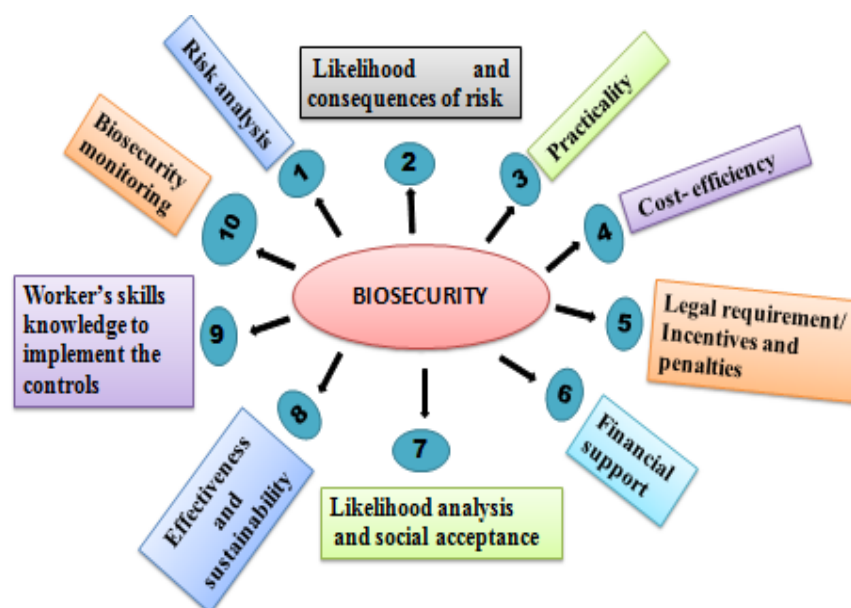 BIOSECURITY
1
Risk analysis
2
Likelihood and
consequences of risk
3
Practicality
4
Cost- efficiency
5
Legal requirement/
Incentives and
penalties
6
Financial
support
7
Likelihood analysis
and social acceptance
8
Effectiveness
and
sustainability
9
Worker's skills
knowledge to
implement the
controls
10
Biosecurity
monitoring